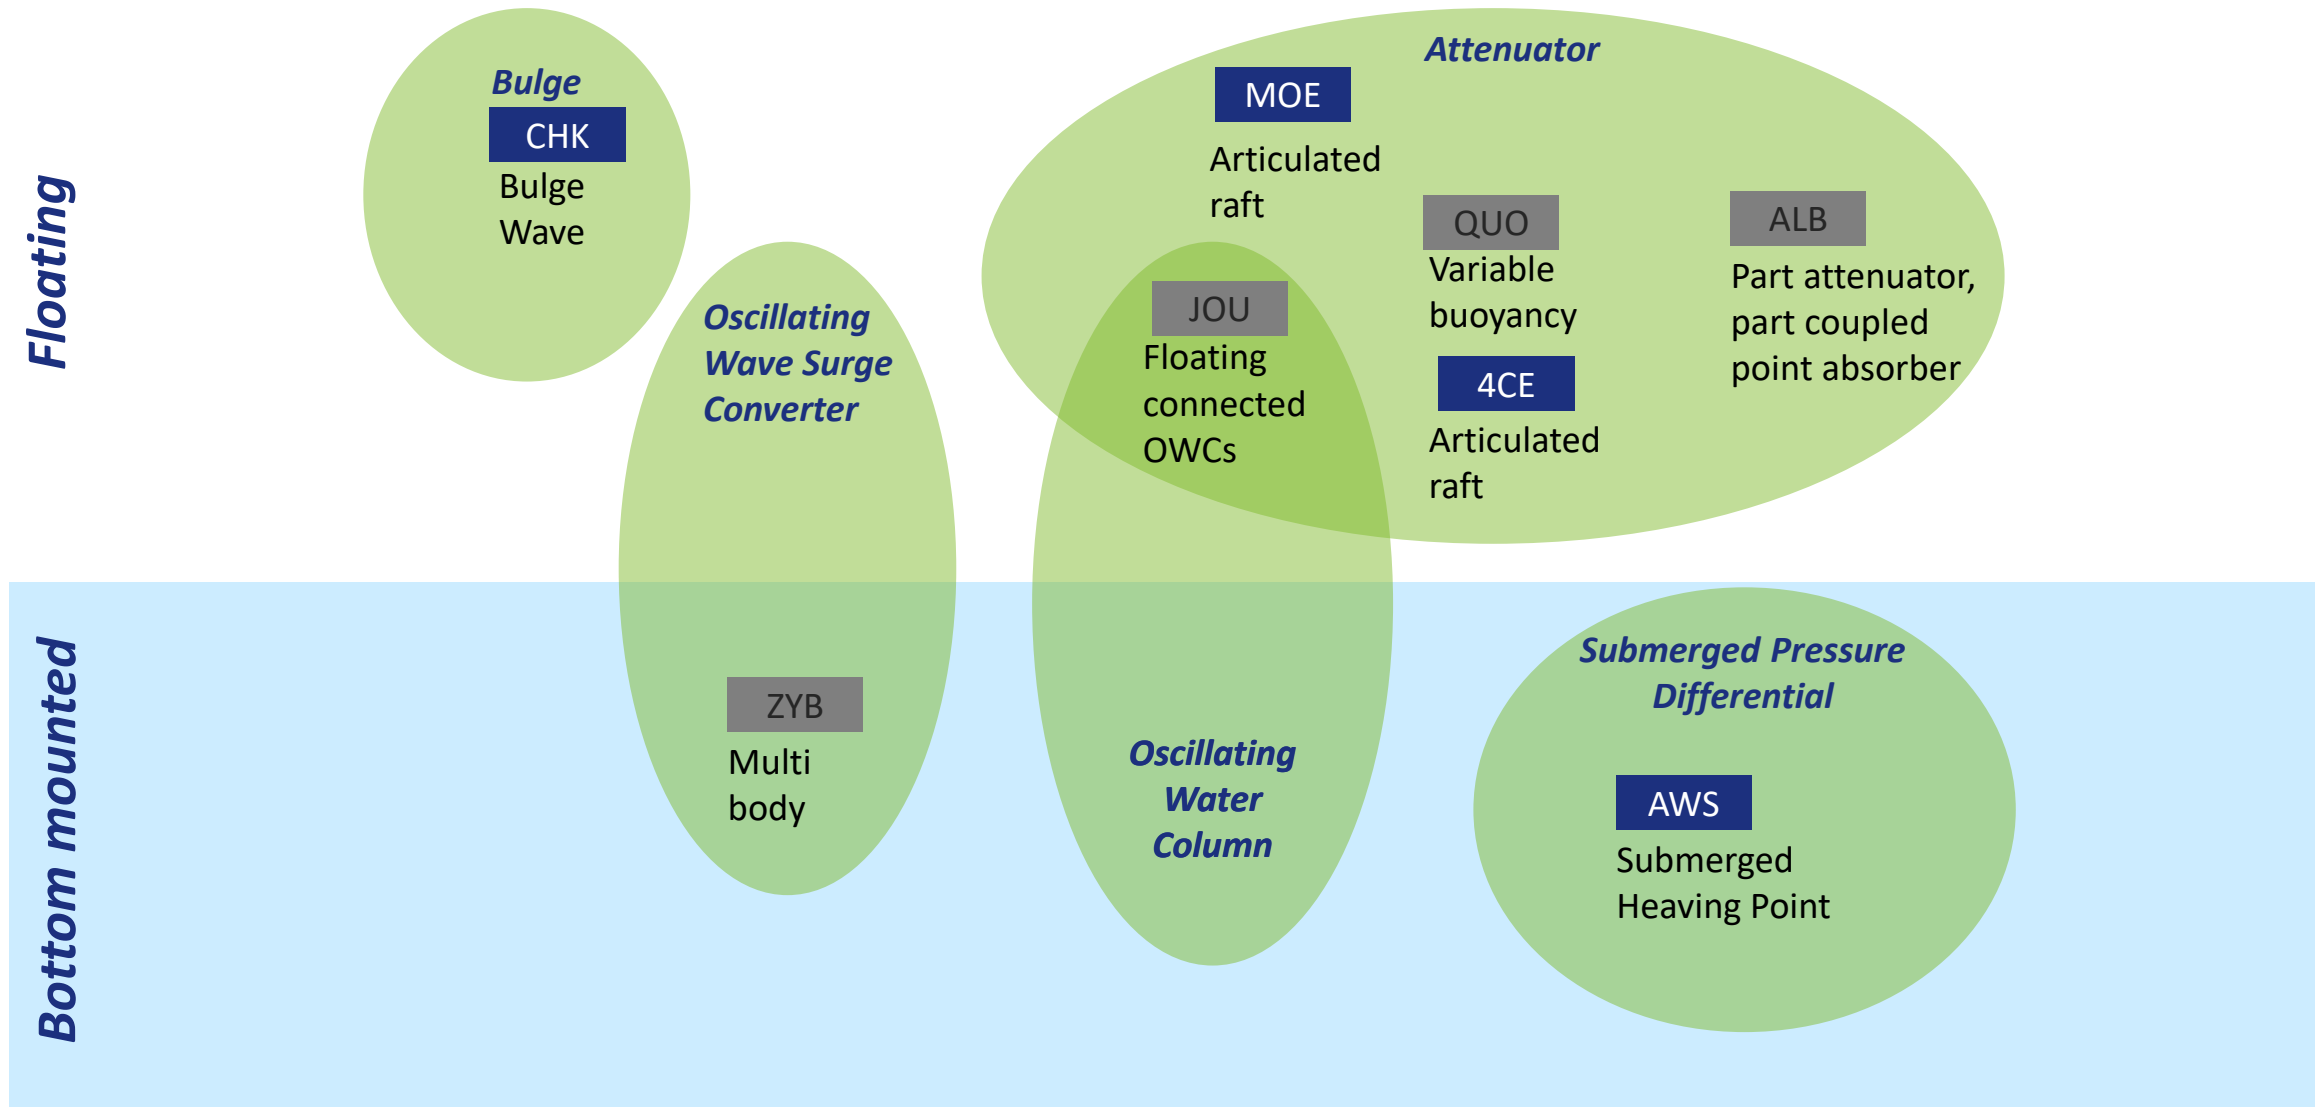 Floating
Bulge
CHK
Bulge
Wave
Oscillating
Wave Surge
Converter
Attenuator
MOE
Articulated
raft
QUO
Variable
buoyancy
ALB
Part attenuator,
part coupled
point absorber
JOU
Floating
connected
OWCs
4CE
Articulated
raft
Bottom mounted
ZYB
Multi
body
Oscillating
Water
Column
Submerged Pressure
Differential
AWS
Submerged
Heaving Point